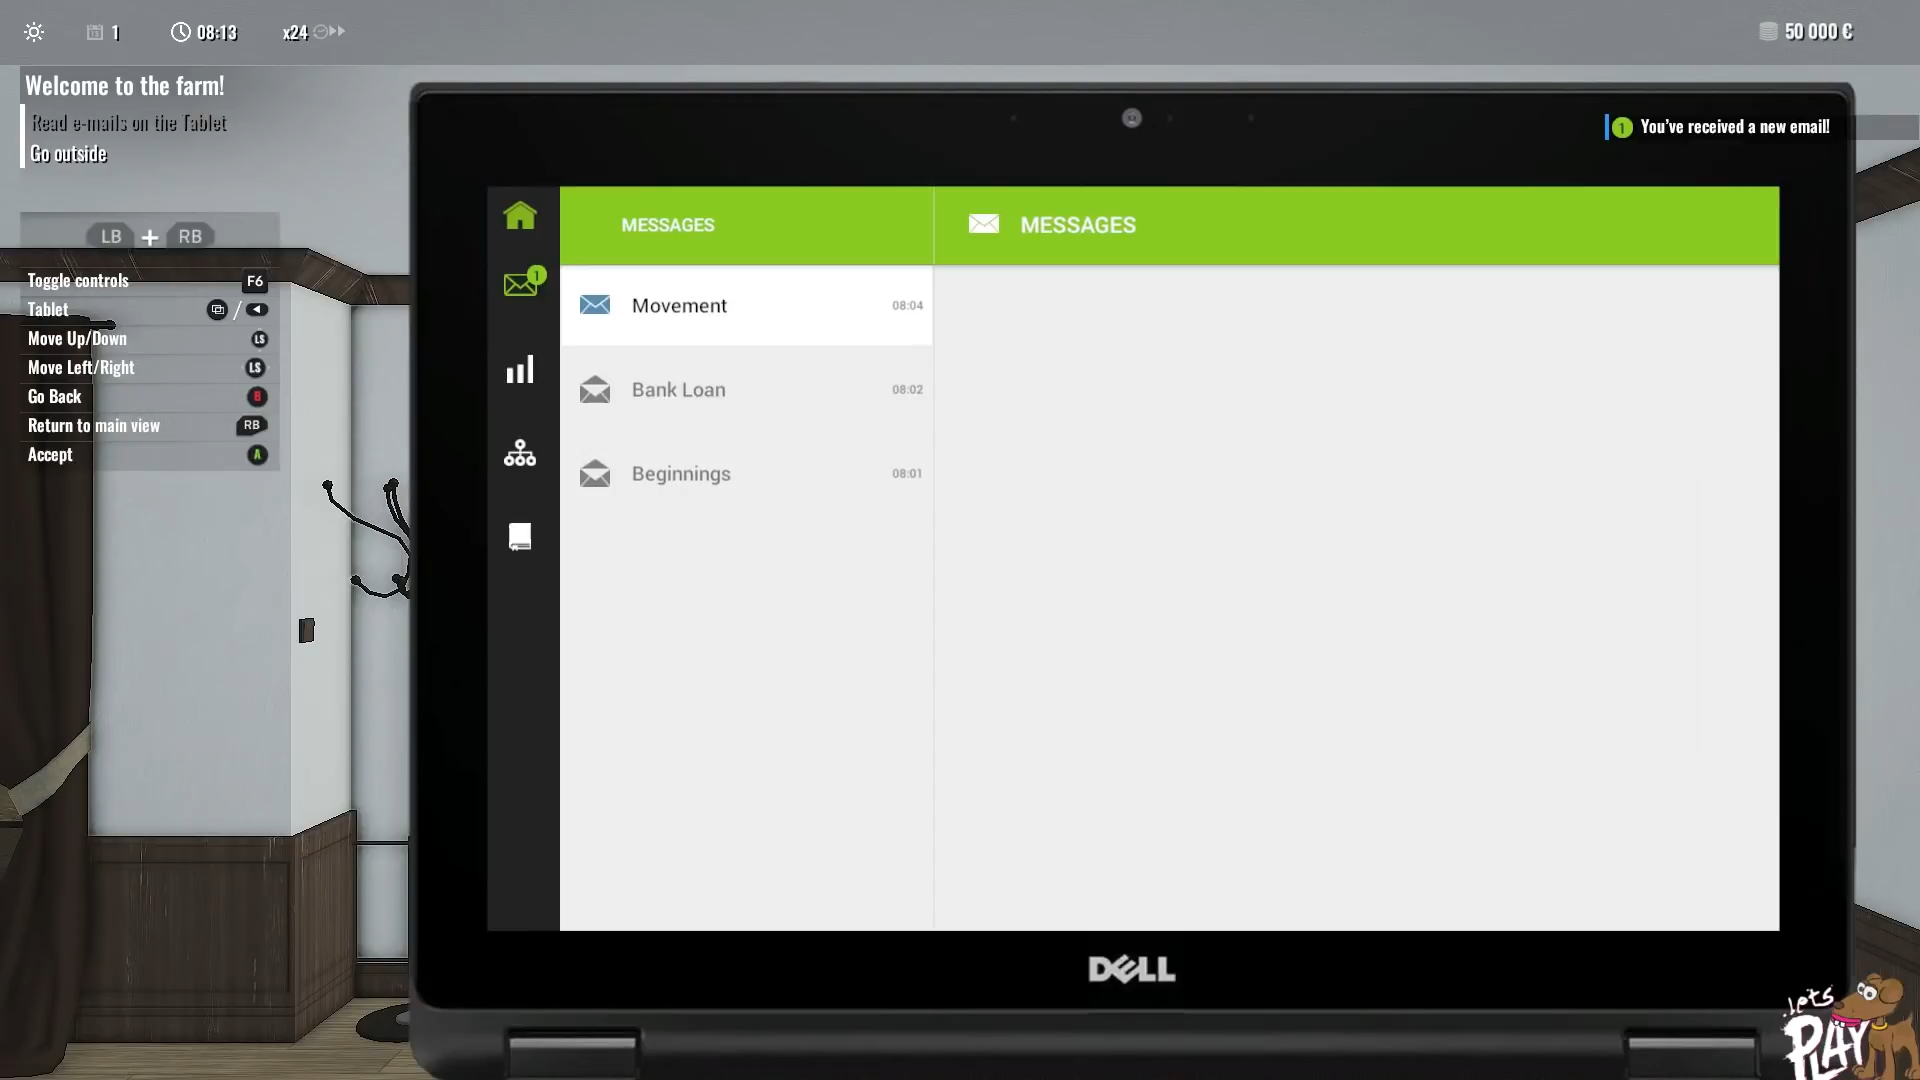 1
08:13
x24
50 000 €
Welcome to the farm!
Read e-mails on the Tablet
Go outside
1 You've received a new email!
LB + RB
Toggle controls F6
Tablet /
Move Up/Down LS
Move Left/Right LS
Go Back B
Return to main view RB
Accept A
MESSAGES
MESSAGES
1
Movement 08:04
Bank Loan 08:02
Beginnings 08:01
DELL
Lets
PLAY